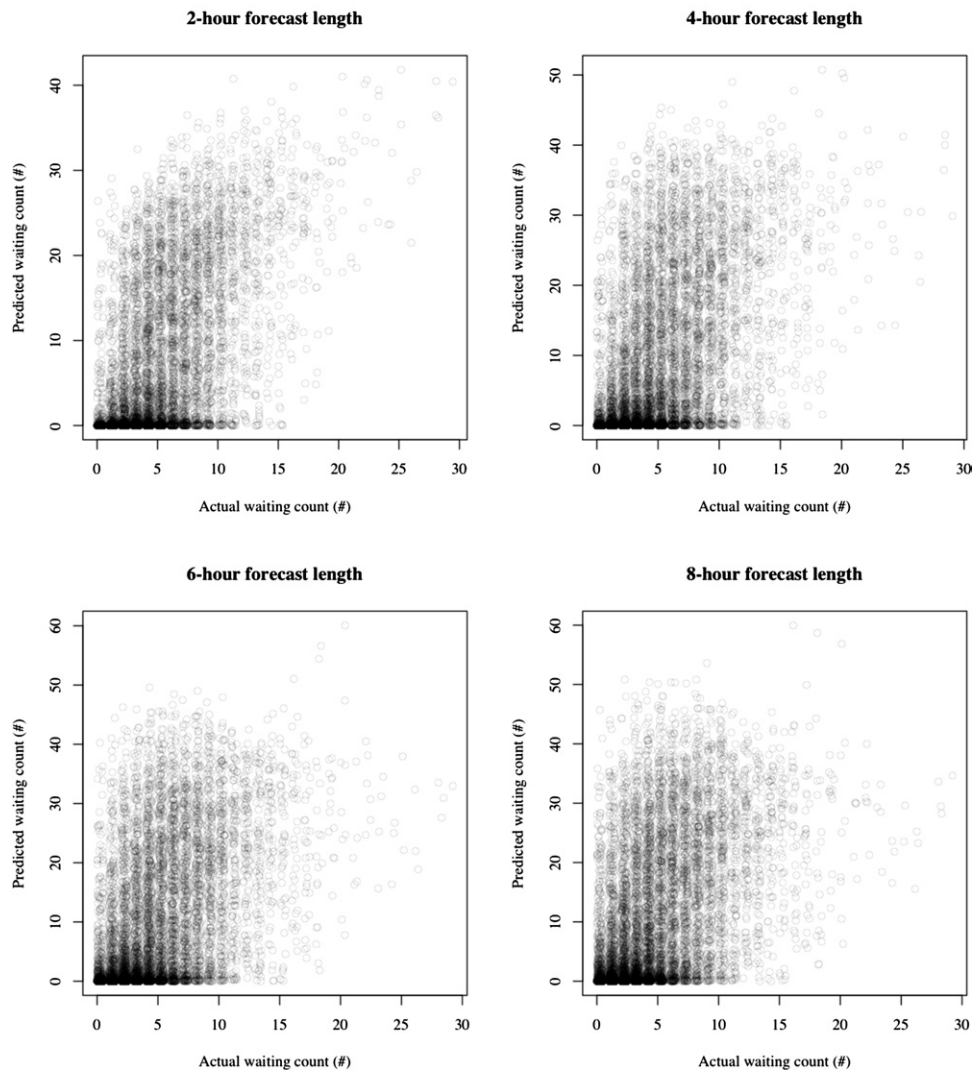 2-hour forecast length
Predicted waiting count (#)
0 10 20 30 40
0 5 10 15 20 25 30
Actual waiting count (#)
4-hour forecast length
Predicted waiting count (#)
0 10 20 30 40 50
0 5 10 15 20 25 30
Actual waiting count (#)
6-hour forecast length
Predicted waiting count (#)
0 10 20 30 40 50 60
0 5 10 15 20 25 30
Actual waiting count (#)
8-hour forecast length
Predicted waiting count (#)
0 10 20 30 40 50 60
0 5 10 15 20 25 30
Actual waiting count (#)